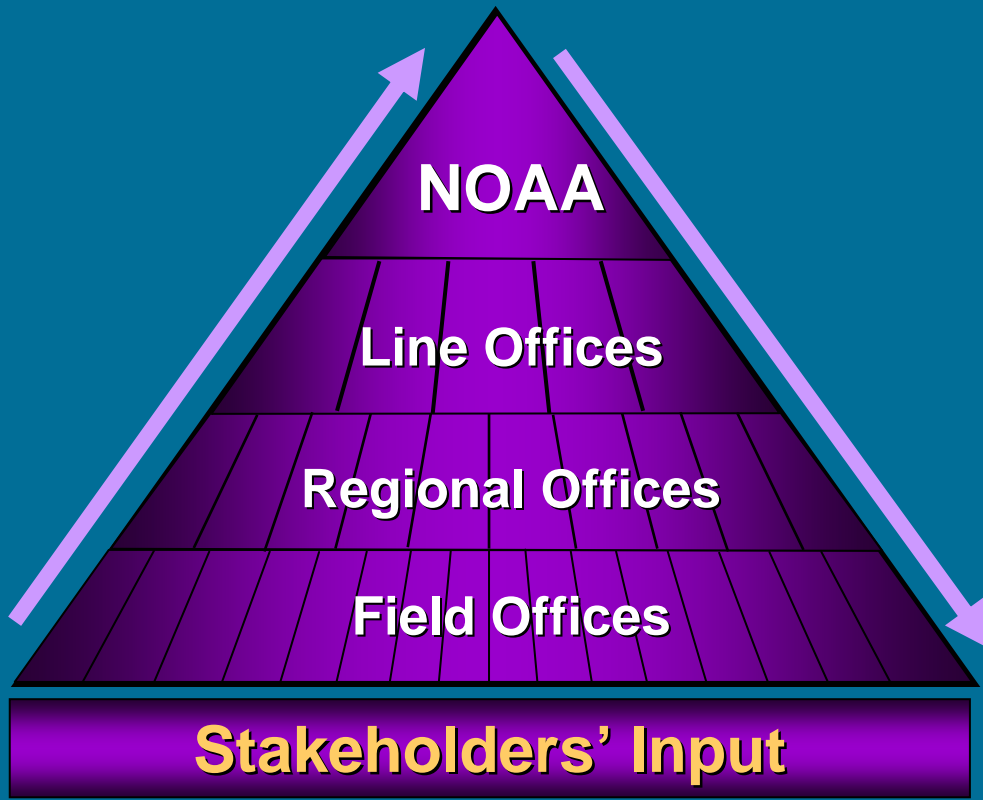 NOAA
Line Offices
Regional Offices
Field Offices
Stakeholders’ Input